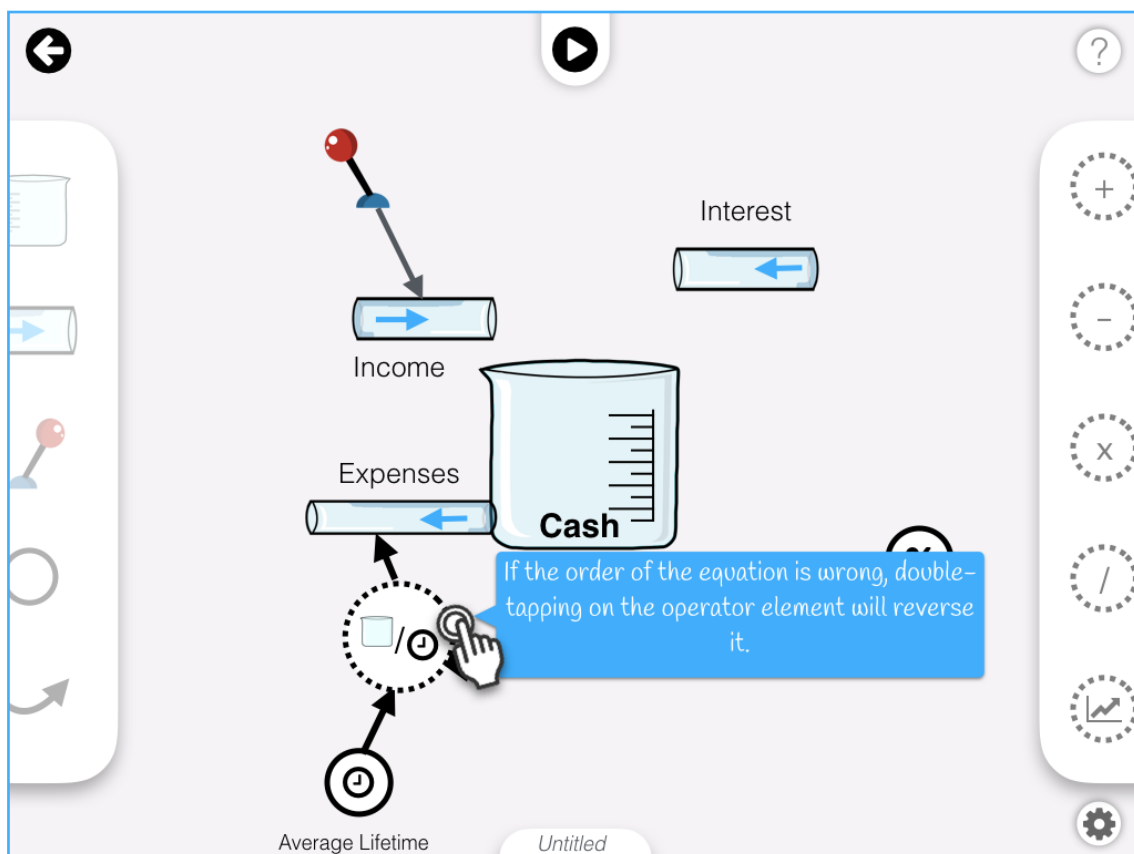 ?
Interest
Income
Expenses
Cash
If the order of the equation is wrong, double-
tapping on the operator element will reverse
it.
/
Average Lifetime
Untitled
+
-
x
/